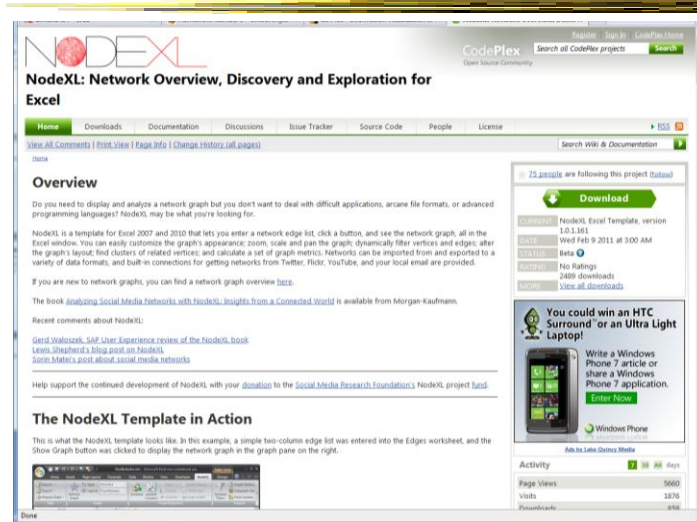 Register | Sign In | CodePlex Home
NODEXL
CodePlex
Open Source Community
Search all CodePlex projects
Search
NodeXL: Network Overview, Discovery and Exploration for
Excel
Home
Downloads
Documentation
Discussions
Issue Tracker
Source Code
People
License
RSS
View All Comments | Print View | Page Info | Change History (all pages)
Search Wiki & Documentation
Home
75 people are following this project (follow)
Overview
Do you need to display and analyze a network graph but you don't want to deal with difficult applications, arcane file formats, or advanced
programming languages? NodeXL may be what you're looking for.
NodeXL is a template for Excel 2007 and 2010 that lets you enter a network edge list, click a button, and see the network graph, all in the
Excel window. You can easily customize the graph's appearance; zoom, scale and pan the graph; dynamically filter vertices and edges; alter
the graph's layout; find clusters of related vertices; and calculate a set of graph metrics. Networks can be imported from and exported to a
variety of data formats, and built-in connections for getting networks from Twitter, Flickr, YouTube, and your local email are provided.
If you are new to network graphs, you can find a network graph overview here.
The book Analyzing Social Media Networks with NodeXL: Insights from a Connected World is available from Morgan-Kaufmann.
Recent comments about NodeXL:
Gerd Waloszek, SAP User Experience review of the NodeXL book
Lewis Shepherd's blog post on NodeXL
Sorin Matei's post about social media networks
Help support the continued development of NodeXL with your donation to the Social Media Research Foundation's NodeXL project fund.
The NodeXL Template in Action
This is what the NodeXL template looks like. In this example, a simple two-column edge list was entered into the Edges worksheet, and the
Show Graph button was clicked to display the network graph in the graph pane on the right.
Download
CURRENT NodeXL Excel Template, version
1.0.1.161
DATE Wed Feb 9 2011 at 3:00 AM
STATUS Beta
RATING No Ratings
2489 downloads
MORE View all downloads
You could win an HTC
Surround™ or an Ultra Light
Laptop!
Write a Windows
Phone 7 article or
share a Windows
Phone 7 application.
Enter Now
Windows Phone
Ads by Lake Quincy Media
Activity
7 30 All days
Page Views 5660
Visits 1876
Downloads 858
Done